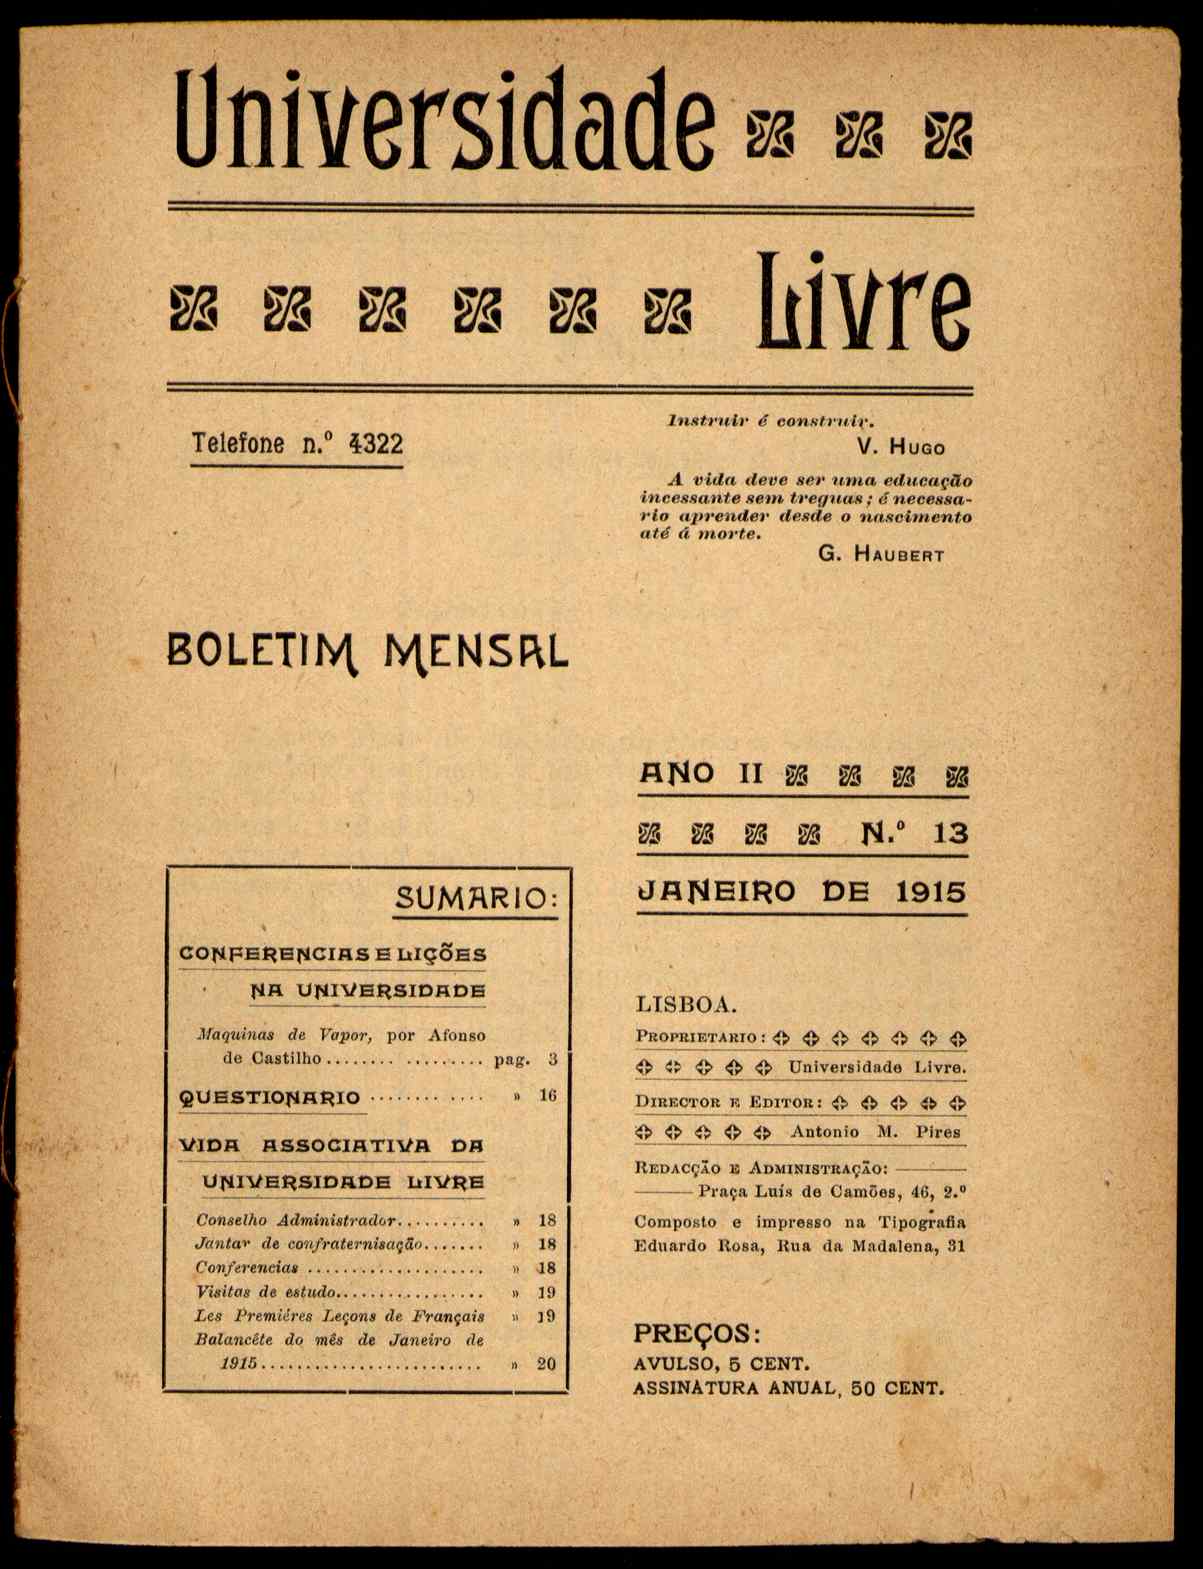 Universidade
Livre
Telefone n.º 4322
Instruir é construir.
V. HUGO
A vida deve ser uma educação
incessante sem treguas; é necessa-
rio aprender desde o nascimento
até á morte.
G. HAUBERT
BOLETIM MENSAL
ANO II
N.º 13
JANEIRO DE 1915
SUMARIO:
CONFERENCIAS E LIÇÕES
NA UNIVERSIDADE
Maquinas de Vapor, por Afonso
de Castilho........ ......... pag. 3
QUESTIONARIO ........ .... » 16
VIDA ASSOCIATIVA DA
UNIVERSIDADE LIVRE
Conselho Administrador.......... » 18
Jantar de confraternisação....... » 18
Conferencias .................... » 18
Visitas de estudo................. » 19
Les Premiéres Leçons de Français » 19
Balancête do mês de Janeiro de
1915......................... » 20
LISBOA.
PROPRIETARIO:
Universidade Livre.
DIRECTOR E EDITOR:
Antonio M. Pires
REDACÇÃO E ADMINISTRAÇÃO:
Praça Luís de Camões, 46, 2.º
Composto e impresso na Tipografia
Eduardo Rosa, Rua da Madalena, 31
PREÇOS:
AVULSO, 5 CENT.
ASSINATURA ANUAL, 50 CENT.